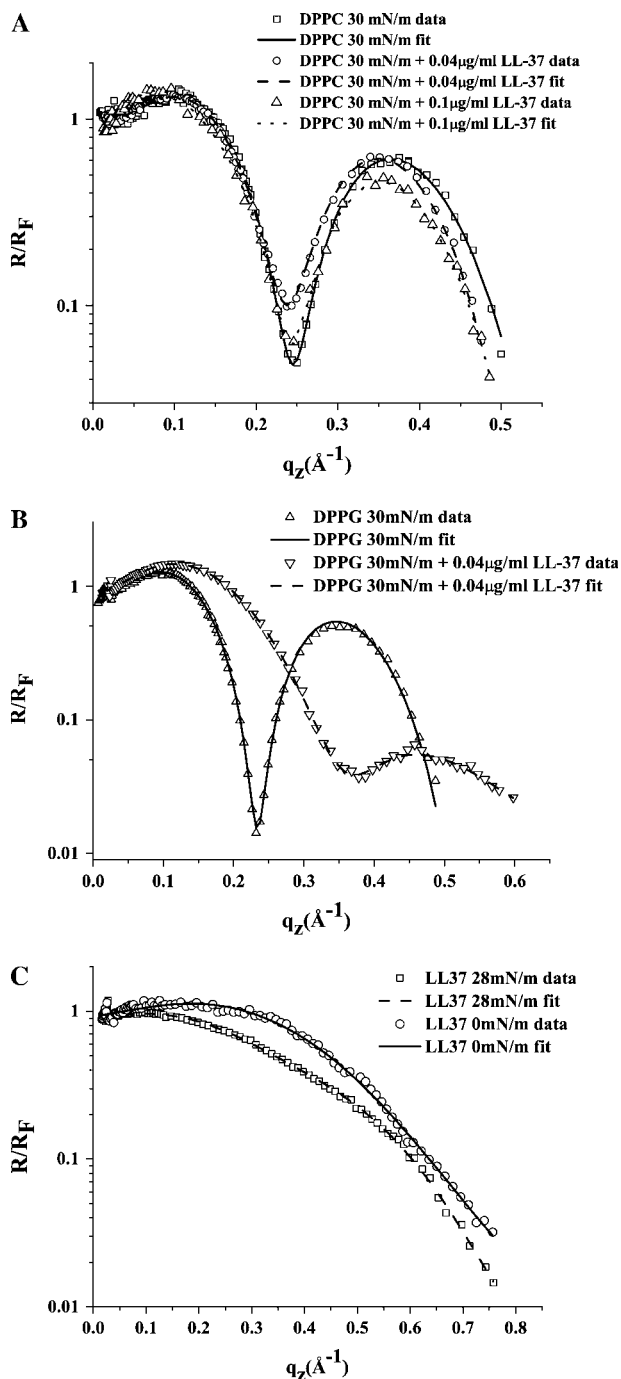 A
DPPC 30 mN/m data
DPPC 30 mN/m fit
DPPC 30 mN/m + 0.04μg/ml LL-37 data
DPPC 30 mN/m + 0.04μg/ml LL-37 fit
DPPC 30 mN/m + 0.1μg/ml LL-37 data
DPPC 30 mN/m + 0.1μg/ml LL-37 fit
1
0.1
R/RF
0.0 0.1 0.2 0.3 0.4 0.5
qz(Å-1)
B
DPPG 30mN/m data
DPPG 30mN/m fit
DPPG 30mN/m + 0.04μg/ml LL-37 data
DPPG 30mN/m + 0.04μg/ml LL-37 fit
1
0.1
0.01
R/RF
0.0 0.1 0.2 0.3 0.4 0.5 0.6
qz(Å-1)
C
LL37 28mN/m data
LL37 28mN/m fit
LL37 0mN/m data
LL37 0mN/m fit
1
0.1
0.01
R/RF
0.0 0.1 0.2 0.3 0.4 0.5 0.6 0.7 0.8
qz(Å-1)